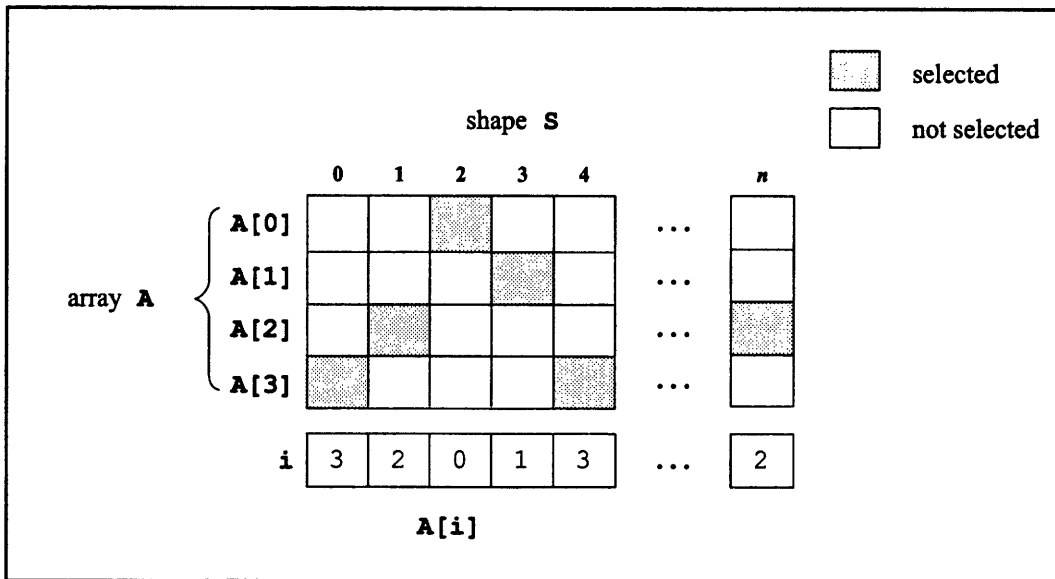 selected
not selected
shape S
0 1 2 3 4 n
array A
A[0] ...
A[1] ...
A[2] ...
A[3] ...
i 3 2 0 1 3 ... 2
A[i]